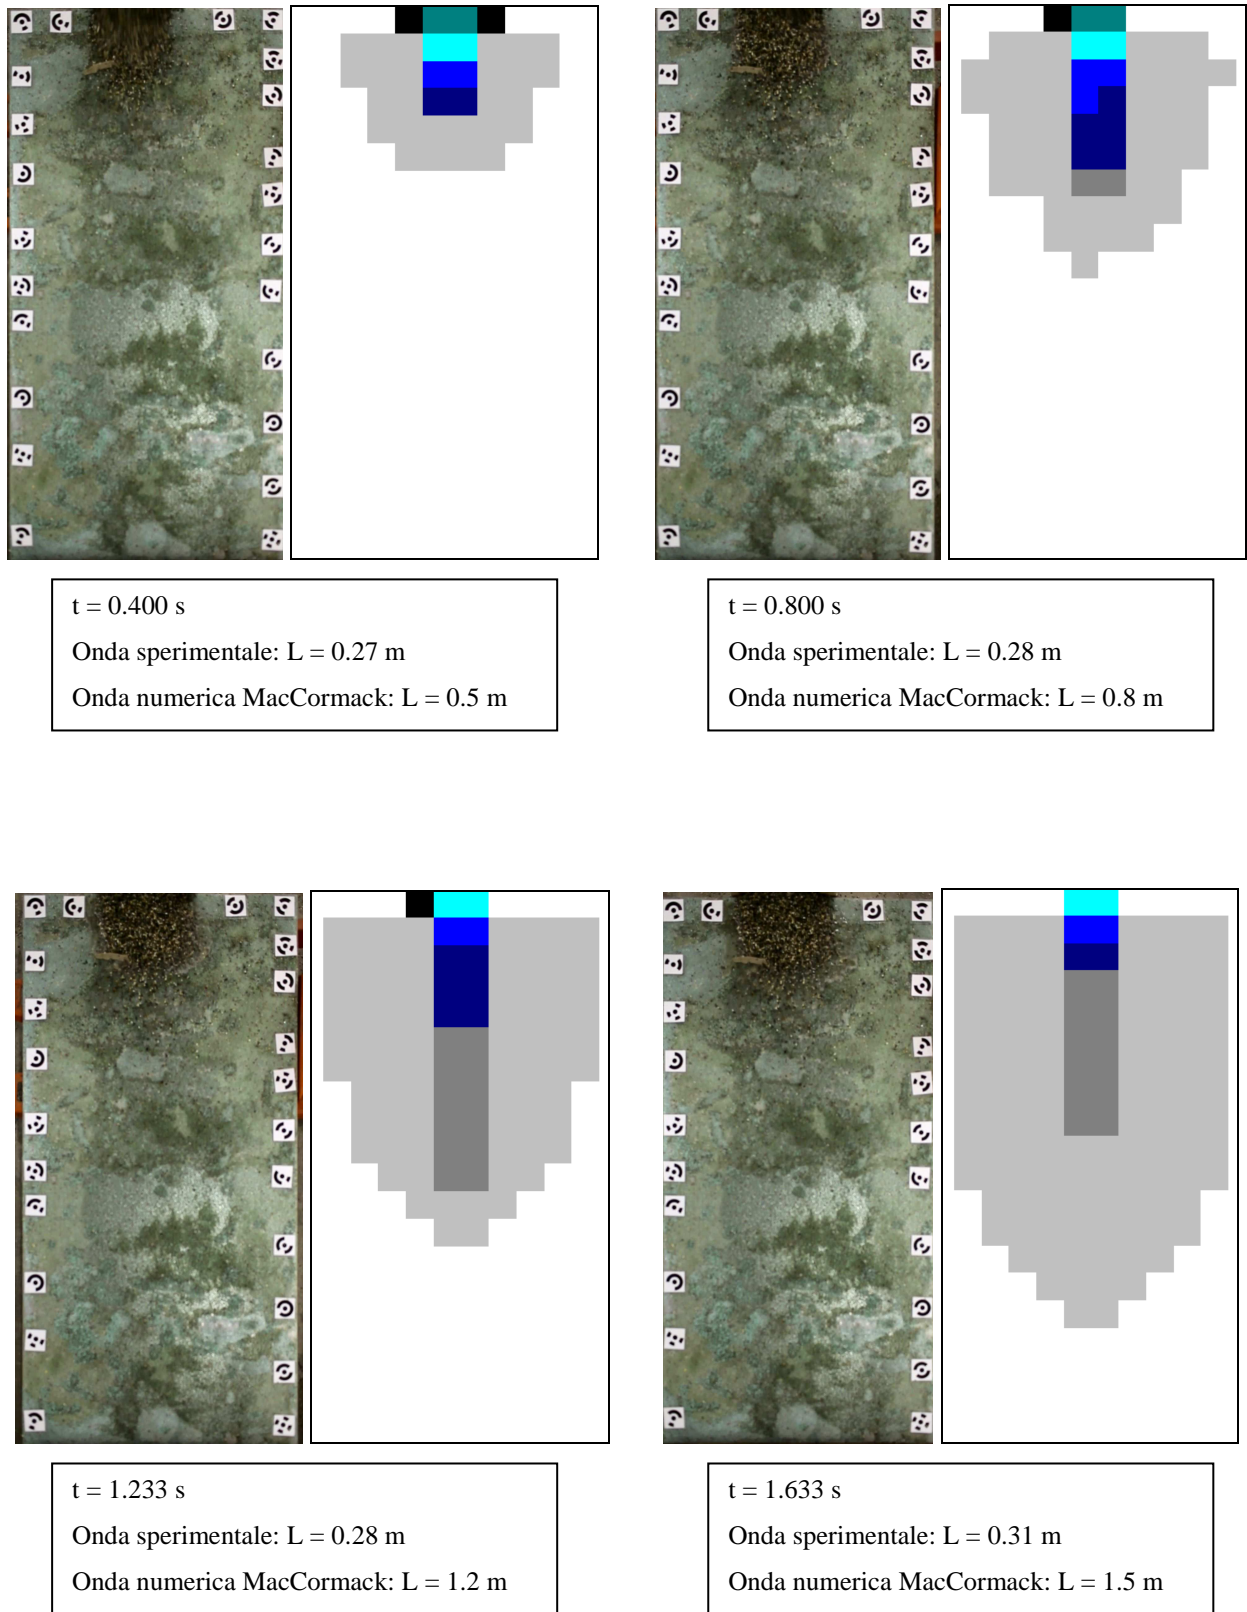 t = 0.400 s
Onda sperimentale: L = 0.27 m
Onda numerica MacCormack: L = 0.5 m
t = 0.800 s
Onda sperimentale: L = 0.28 m
Onda numerica MacCormack: L = 0.8 m
t = 1.233 s
Onda sperimentale: L = 0.28 m
Onda numerica MacCormack: L = 1.2 m
t = 1.633 s
Onda sperimentale: L = 0.31 m
Onda numerica MacCormack: L = 1.5 m